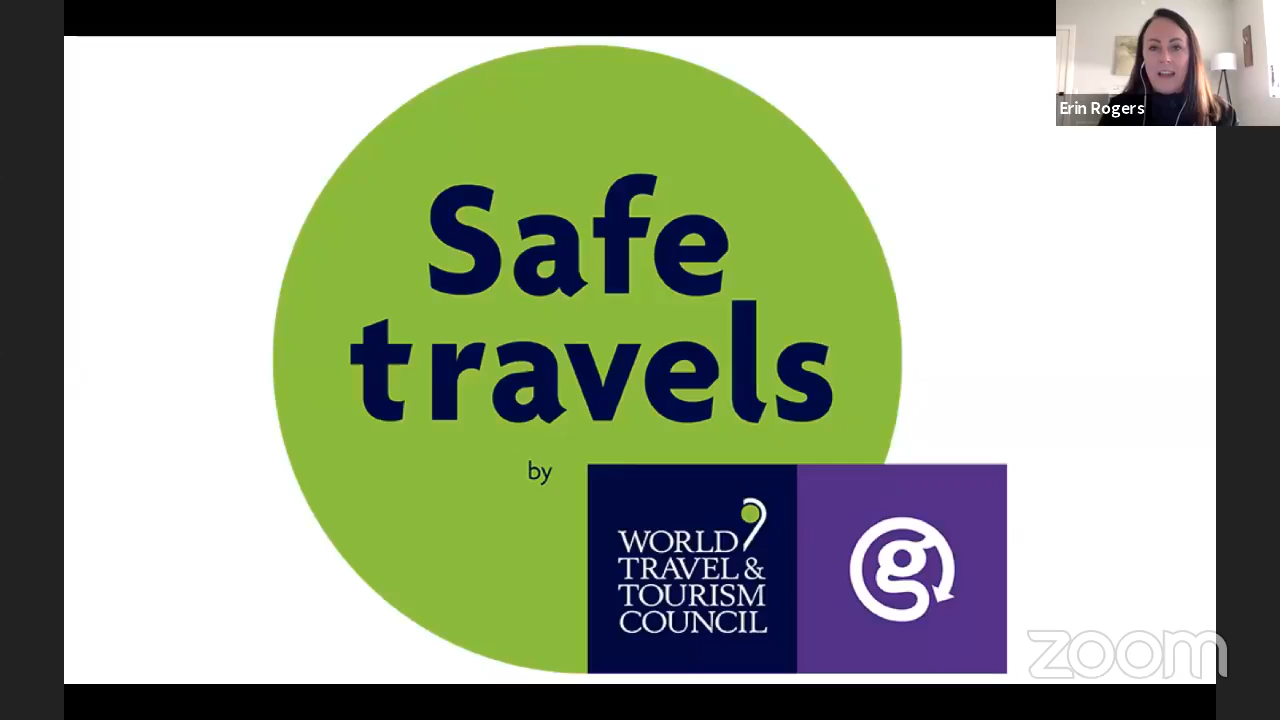 Erin Rogers
Safe
travels
by
WORLD
TRAVEL &
TOURISM
COUNCIL
g
zoom